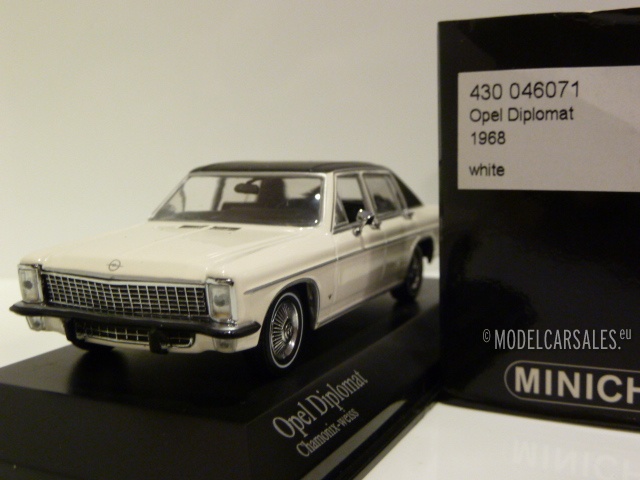 430 046071
Opel Diplomat
1968
white
© MODELCARSALES.eu
MINICH
Opel Diplomat
Chamonix-weiss